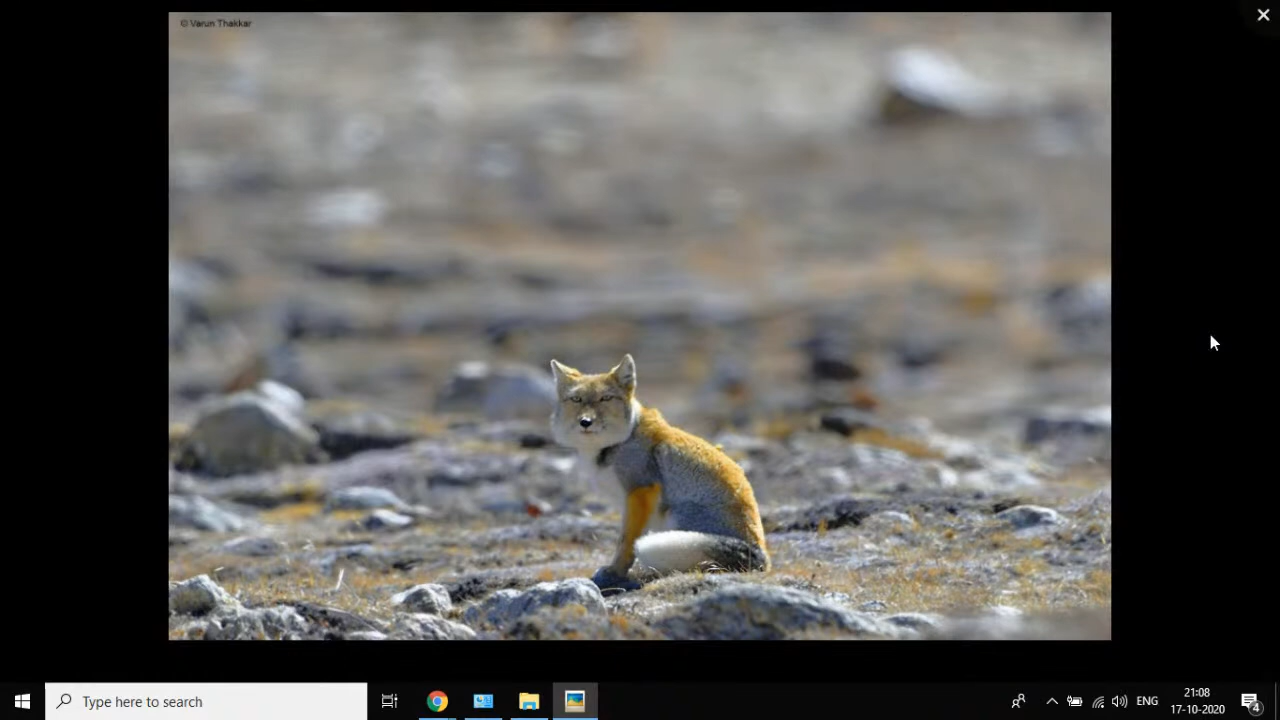 © Varun Thakkar
Type here to search
ENG
21:08
17-10-2020
4